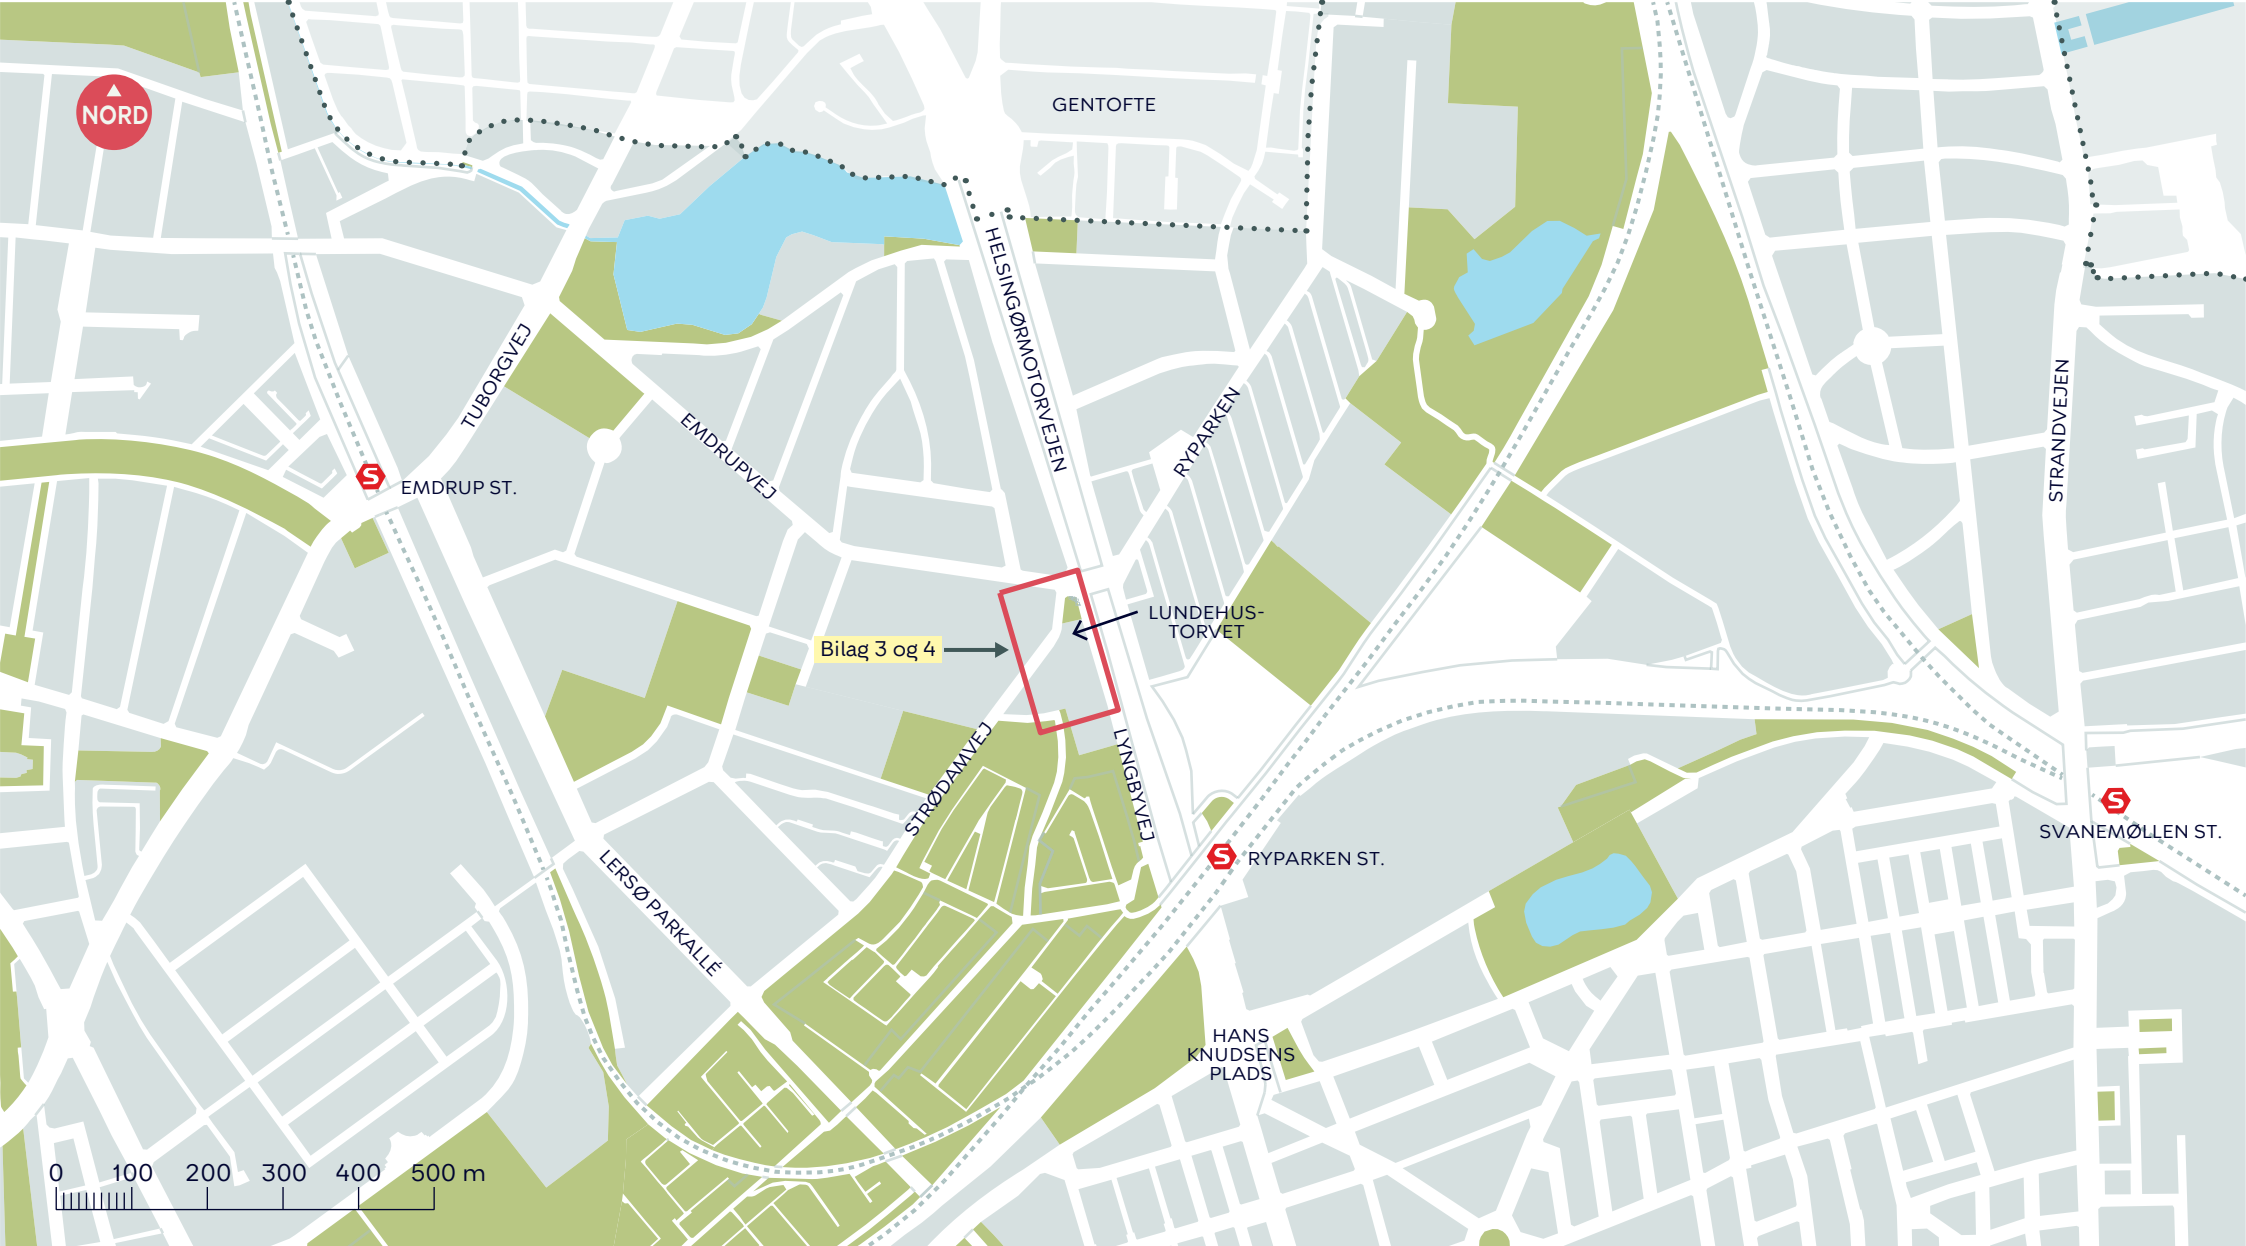 GENTOFTE
NORD
HELSINGØRMOTORVEJEN
TUBORGVEJ
STRANDVEJEN
RYPARKEN
EMDRUPVEJ
S
EMDRUP ST.
LUNDEHUS-
TORVET
Bilag 3 og 4
STRØDAMVEJ
LYNGBYVEJ
S
SVANEMØLLEN ST.
S
RYPARKEN ST.
LERSØ PARKALLÉ
HANS
KNUDSENS
PLADS
0 100 200 300 400 500 m